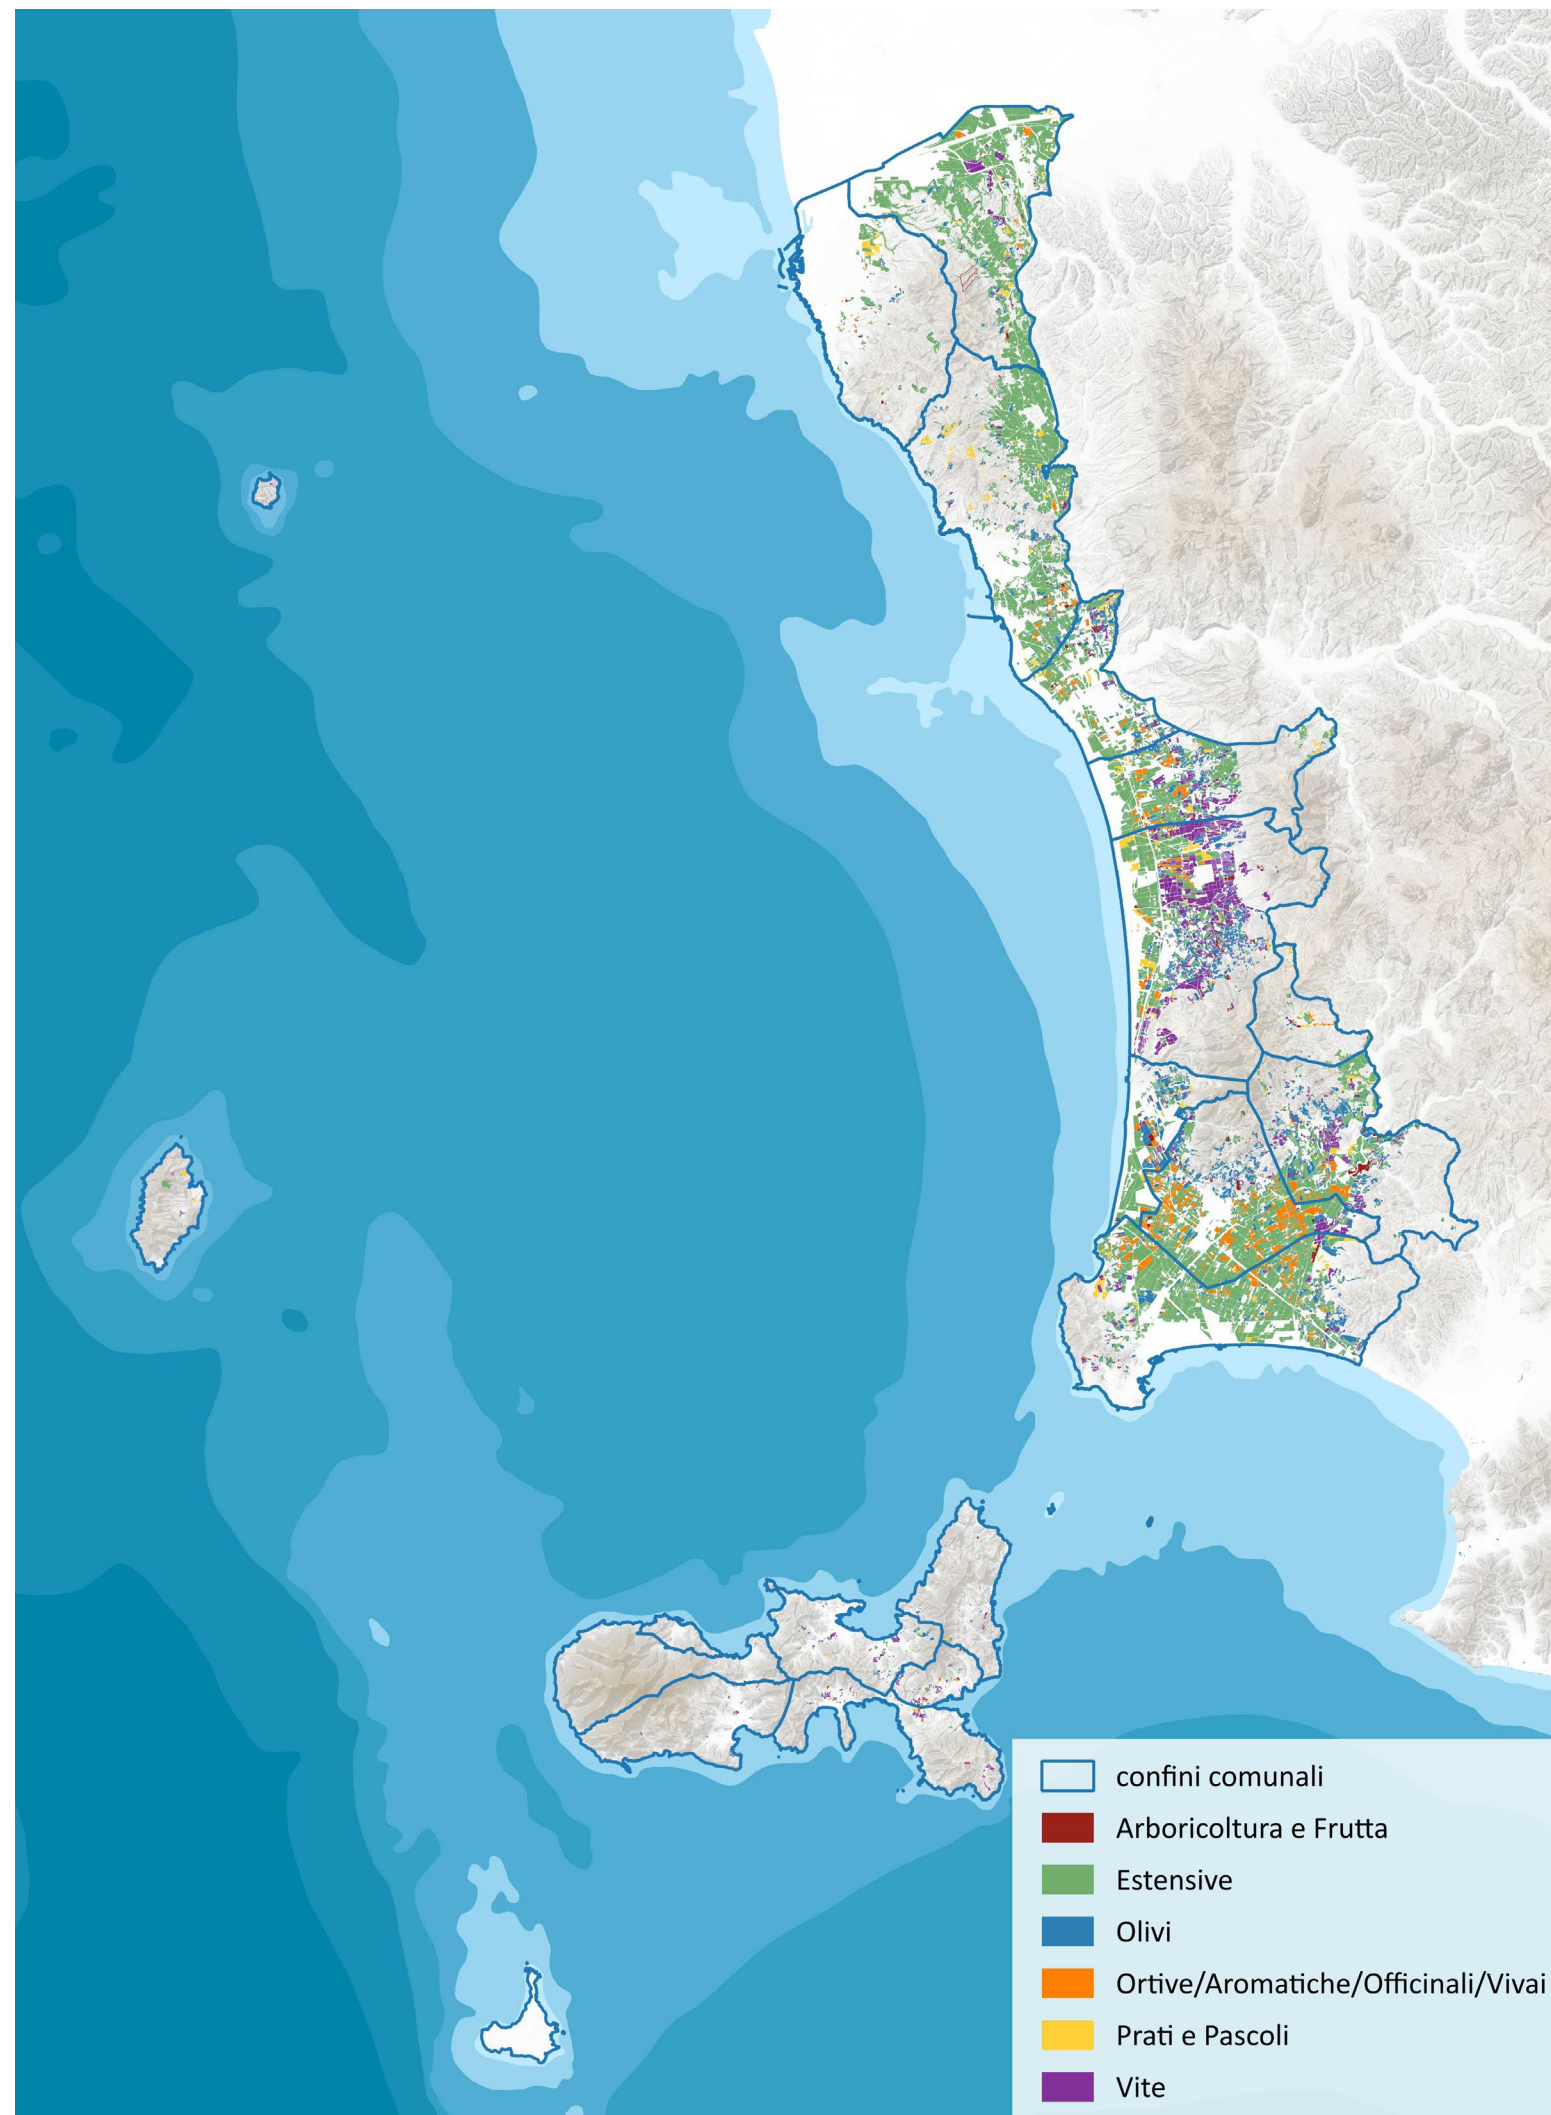 confini comunali
Arboricoltura e Frutta
Estensive
Olivi
Ortive/Aromatiche/Officinali/Vivai
Prati e Pascoli
Vite